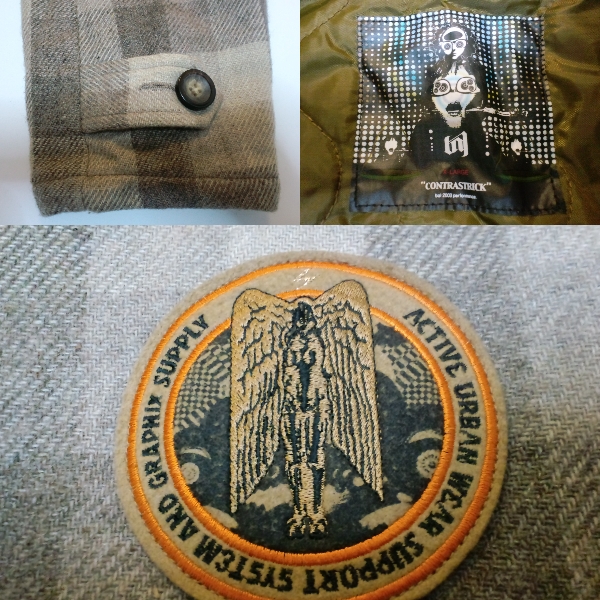 "CONTRASTRICK"
ACTIVE URBAN WEAR SUPPORT SYSTEM AND GRAPHIX SUPPLY